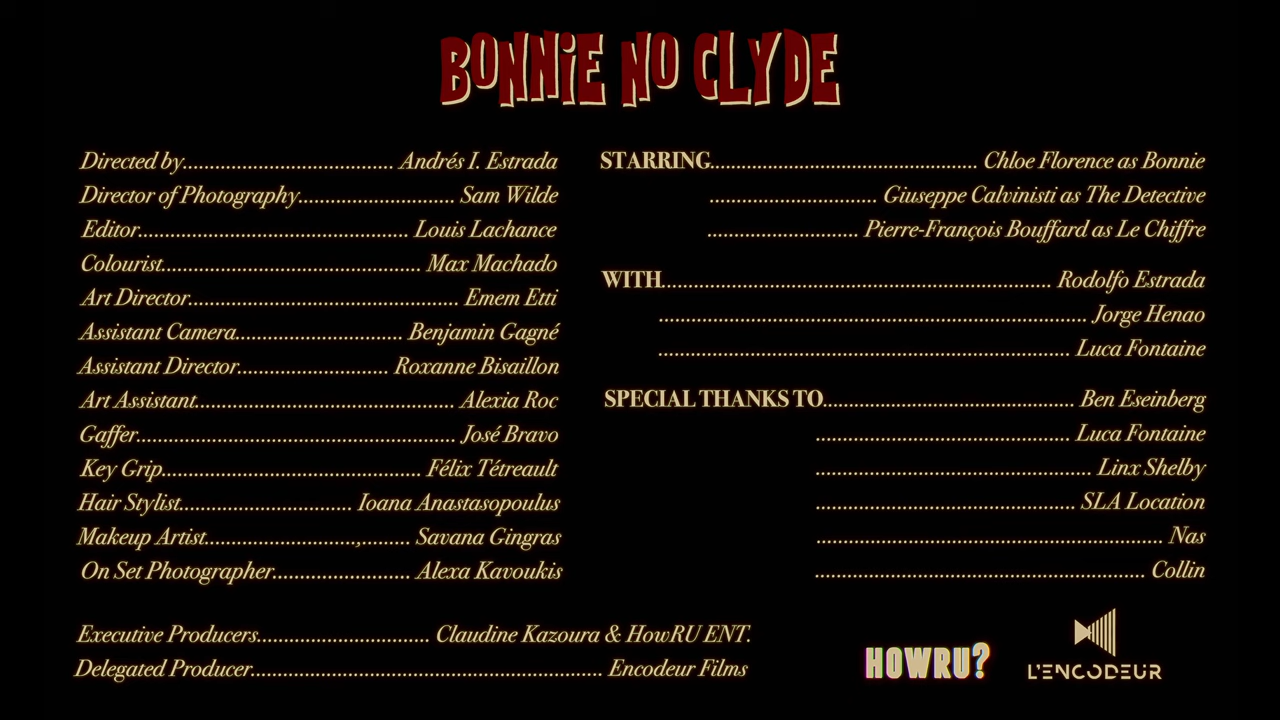 BONNIE NO CLYDE
Directed by................................... Andrés I. Estrada
Director of Photography.......................... Sam Wilde
Editor............................................. Louis Lachance
Colourist........................................... Max Machado
Art Director............................................. Emem Etti
Assistant Camera............................ Benjamin Gagné
Assistant Director......................... Roxanne Bisaillon
Art Assistant........................................... Alexia Roc
Gaffer..................................................... José Bravo
Key Grip........................................... Félix Tétreault
Hair Stylist............................. Ioana Anastasopoulus
Makeup Artist.........................,........ Savana Gingras
On Set Photographer....................... Alexa Kavoukis
Executive Producers............................. Claudine Kazoura & HowRU ENT.
Delegated Producer........................................................... Encodeur Films
STARRING............................................. Chloe Florence as Bonnie
............................ Giuseppe Calvinisti as The Detective
......................... Pierre-François Bouffard as Le Chiffre
WITH................................................................. Rodolfo Estrada
........................................................................ Jorge Henao
..................................................................... Luca Fontaine
SPECIAL THANKS TO.......................................... Ben Eseinberg
.......................................... Luca Fontaine
.............................................. Linx Shelby
........................................... SLA Location
.......................................................... Nas
....................................................... Collin
HOWRU?
L'ENCODEUR